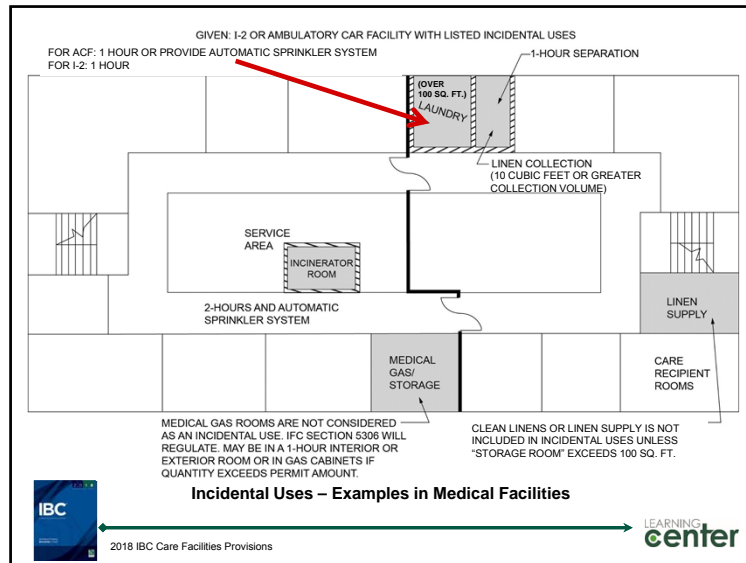 GIVEN: I-2 OR AMBULATORY CAR FACILITY WITH LISTED INCIDENTAL USES
FOR ACF: 1 HOUR OR PROVIDE AUTOMATIC SPRINKLER SYSTEM
FOR I-2: 1 HOUR
1-HOUR SEPARATION
(OVER
100 SQ. FT.)
LAUNDRY
LINEN COLLECTION
(10 CUBIC FEET OR GREATER
COLLECTION VOLUME)
SERVICE
AREA
INCINERATOR
ROOM
2-HOURS AND AUTOMATIC
SPRINKLER SYSTEM
LINEN
SUPPLY
MEDICAL
GAS/
STORAGE
CARE
RECIPIENT
ROOMS
MEDICAL GAS ROOMS ARE NOT CONSIDERED
AS AN INCIDENTAL USE. IFC SECTION 5306 WILL
REGULATE. MAY BE IN A 1-HOUR INTERIOR OR
EXTERIOR ROOM OR IN GAS CABINETS IF
QUANTITY EXCEEDS PERMIT AMOUNT.
CLEAN LINENS OR LINEN SUPPLY IS NOT
INCLUDED IN INCIDENTAL USES UNLESS
“STORAGE ROOM” EXCEEDS 100 SQ. FT.
Incidental Uses – Examples in Medical Facilities
IBC
2018 IBC Care Facilities Provisions
LEARNING
center